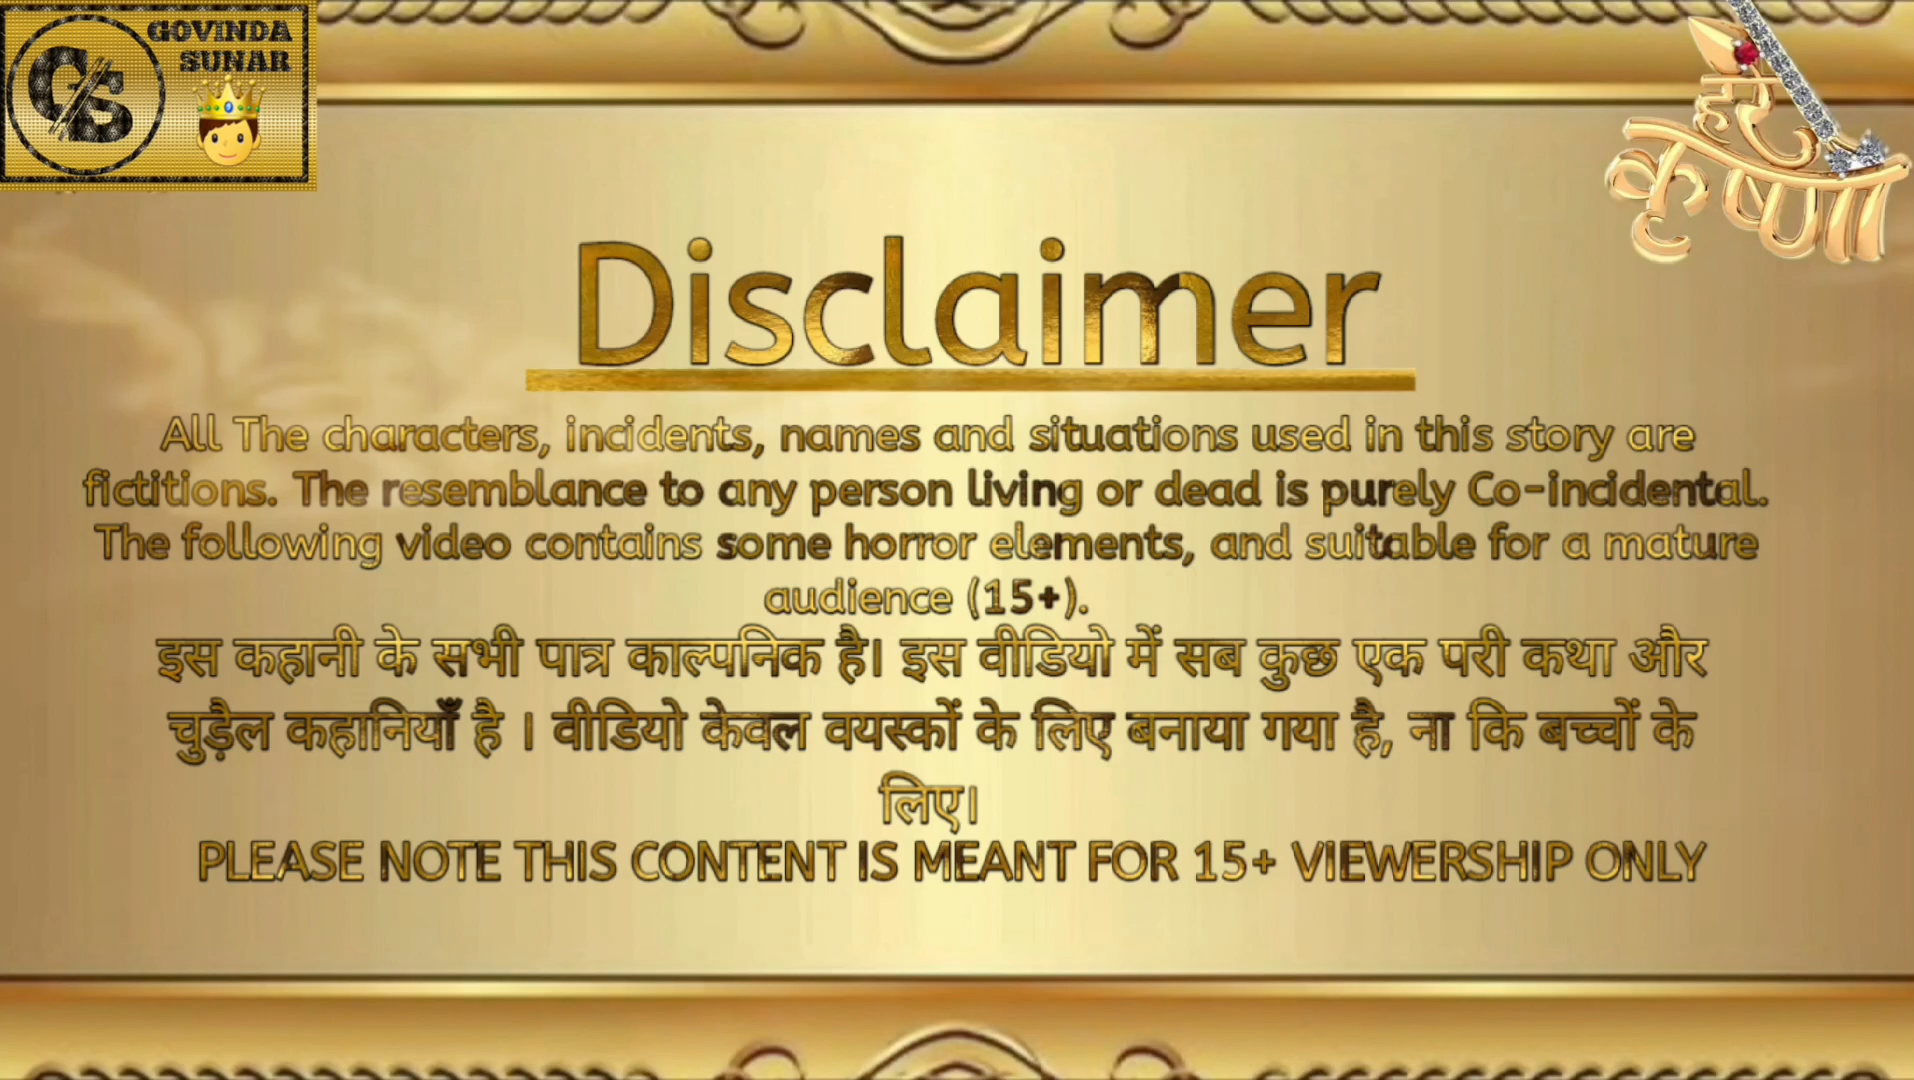 GOVINDA
SUNAR
GS
हरे
कृष्णा
Disclaimer
All The characters, incidents, names and situations used in this story are
fictitions. The resemblance to any person living or dead is purely Co-incidental.
The following video contains some horror elements, and suitable for a mature
audience (15+).
इस कहानी के सभी पात्र काल्पनिक है। इस वीडियो में सब कुछ एक परी कथा और
चुड़ैल कहानियाँ है । वीडियो केवल वयस्कों के लिए बनाया गया है, ना कि बच्चों के
लिए।
PLEASE NOTE THIS CONTENT IS MEANT FOR 15+ VIEWERSHIP ONLY